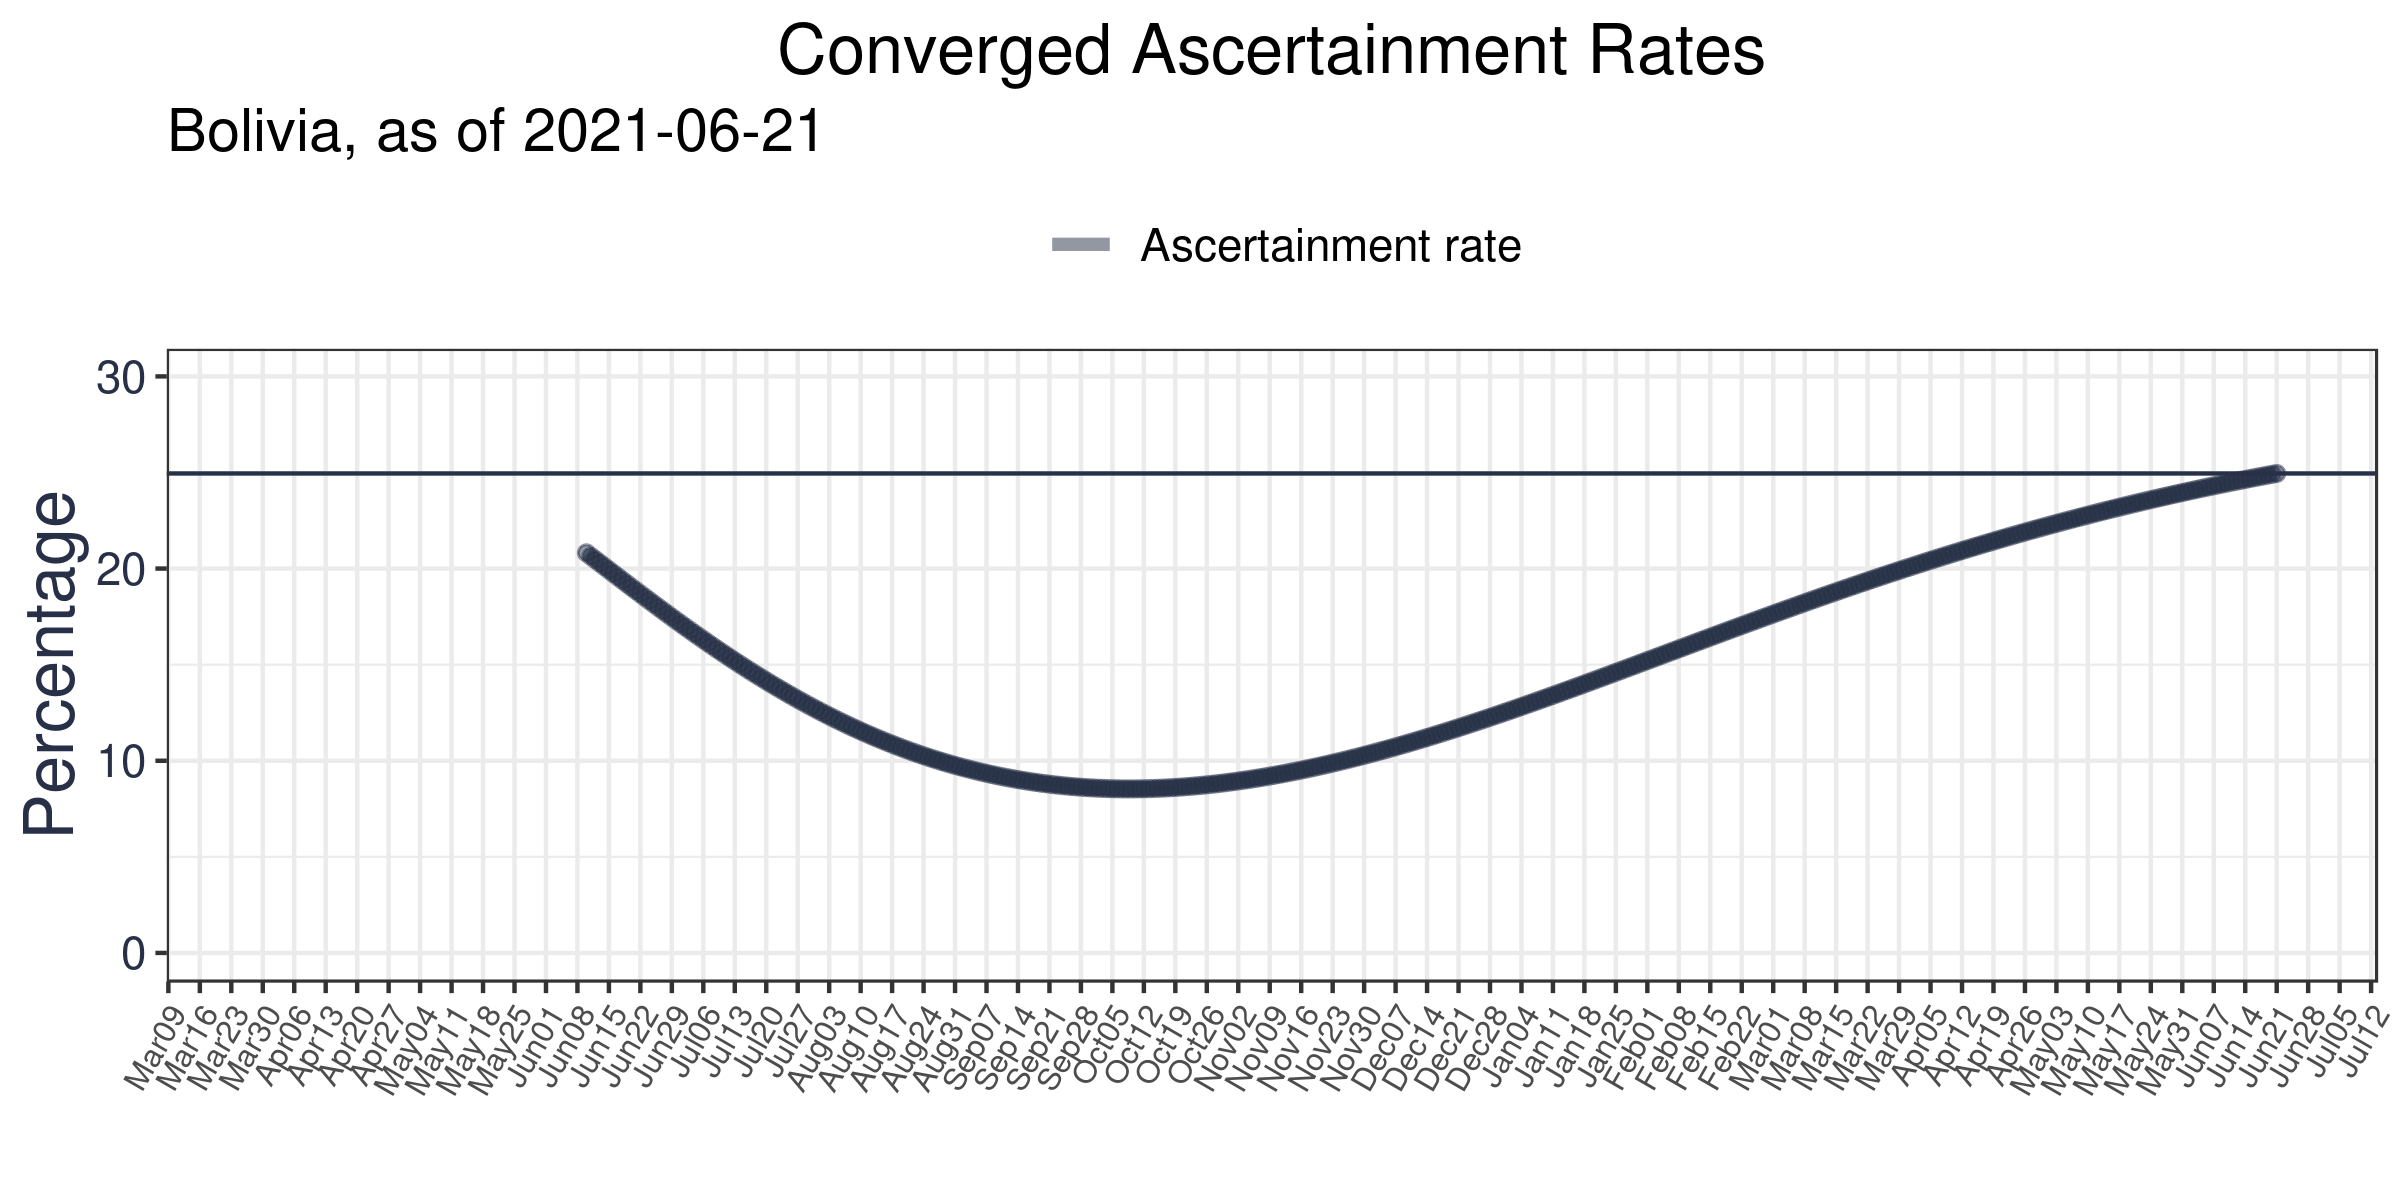 Converged Ascertainment Rates
Bolivia, as of 2021-06-21
Ascertainment rate
Percentage
30
20
10
0
Mar09
Mar16
Mar23
Mar30
Apr06
Apr13
Apr20
Apr27
May04
May11
May18
May25
Jun01
Jun08
Jun15
Jun22
Jun29
Jul06
Jul13
Jul20
Jul27
Aug03
Aug10
Aug17
Aug24
Aug31
Sep07
Sep14
Sep21
Sep28
Oct05
Oct12
Oct19
Oct26
Nov02
Nov09
Nov16
Nov23
Nov30
Dec07
Dec14
Dec21
Dec28
Jan04
Jan11
Jan18
Jan25
Feb01
Feb08
Feb15
Feb22
Mar01
Mar08
Mar15
Mar22
Mar29
Apr05
Apr12
Apr19
Apr26
May03
May10
May17
May24
May31
Jun07
Jun14
Jun21
Jun28
Jul05
Jul12